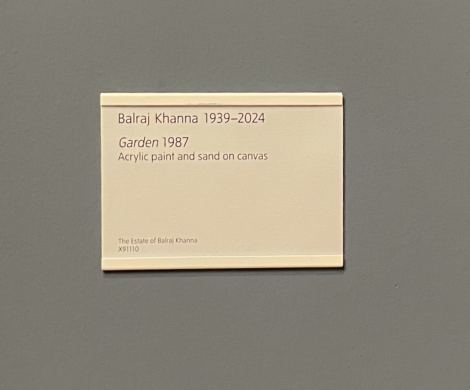 Balraj Khanna 1939–2024
Garden 1987
Acrylic paint and sand on canvas
The Estate of Balraj Khanna
X91110